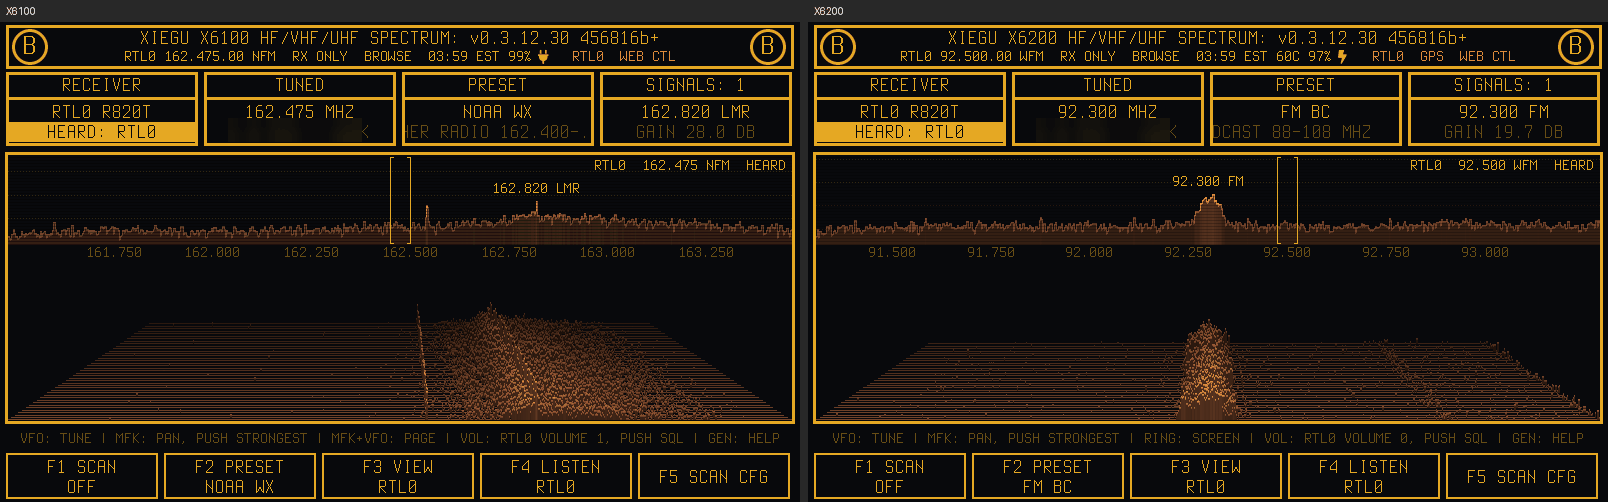 X6100
B XIEGU X6100 HF/VHF/UHF SPECTRUM: v0.3.12.30 456816b+ B
RTL0 162.475.00 NFM RX ONLY BROWSE 03:59 EST 99% RTL0 WEB CTL
RECEIVER TUNED PRESET SIGNALS: 1
RTL0 R820T 162.475 MHZ NOAA WX 162.820 LMR
HEARD: RTL0 HER RADIO 162.400-. GAIN 28.0 DB
RTL0 162.475 NFM HEARD
162.820 LMR
161.750 162.000 162.250 162.500 162.750 163.000 163.250
VFO: TUNE | MFK: PAN, PUSH STRONGEST | MFK+VFO: PAGE | VOL: RTL0 VOLUME 1, PUSH SQL | GEN: HELP
F1 SCAN F2 PRESET F3 VIEW F4 LISTEN F5 SCAN CFG
OFF NOAA WX RTL0 RTL0
X6200
B XIEGU X6200 HF/VHF/UHF SPECTRUM: v0.3.12.30 456816b+ B
RTL0 92.500.00 WFM RX ONLY BROWSE 03:59 EST 60C 97% RTL0 GPS WEB CTL
RECEIVER TUNED PRESET SIGNALS: 1
RTL0 R820T 92.300 MHZ FM BC 92.300 FM
HEARD: RTL0 DCAST 88-108 MHZ GAIN 19.7 DB
RTL0 92.500 WFM HEARD
92.300 FM
91.500 91.750 92.000 92.250 92.500 92.750 93.000
VFO: TUNE | MFK: PAN, PUSH STRONGEST | RING: SCREEN | VOL: RTL0 VOLUME 0, PUSH SQL | GEN: HELP
F1 SCAN F2 PRESET F3 VIEW F4 LISTEN F5 SCAN CFG
OFF FM BC RTL0 RTL0